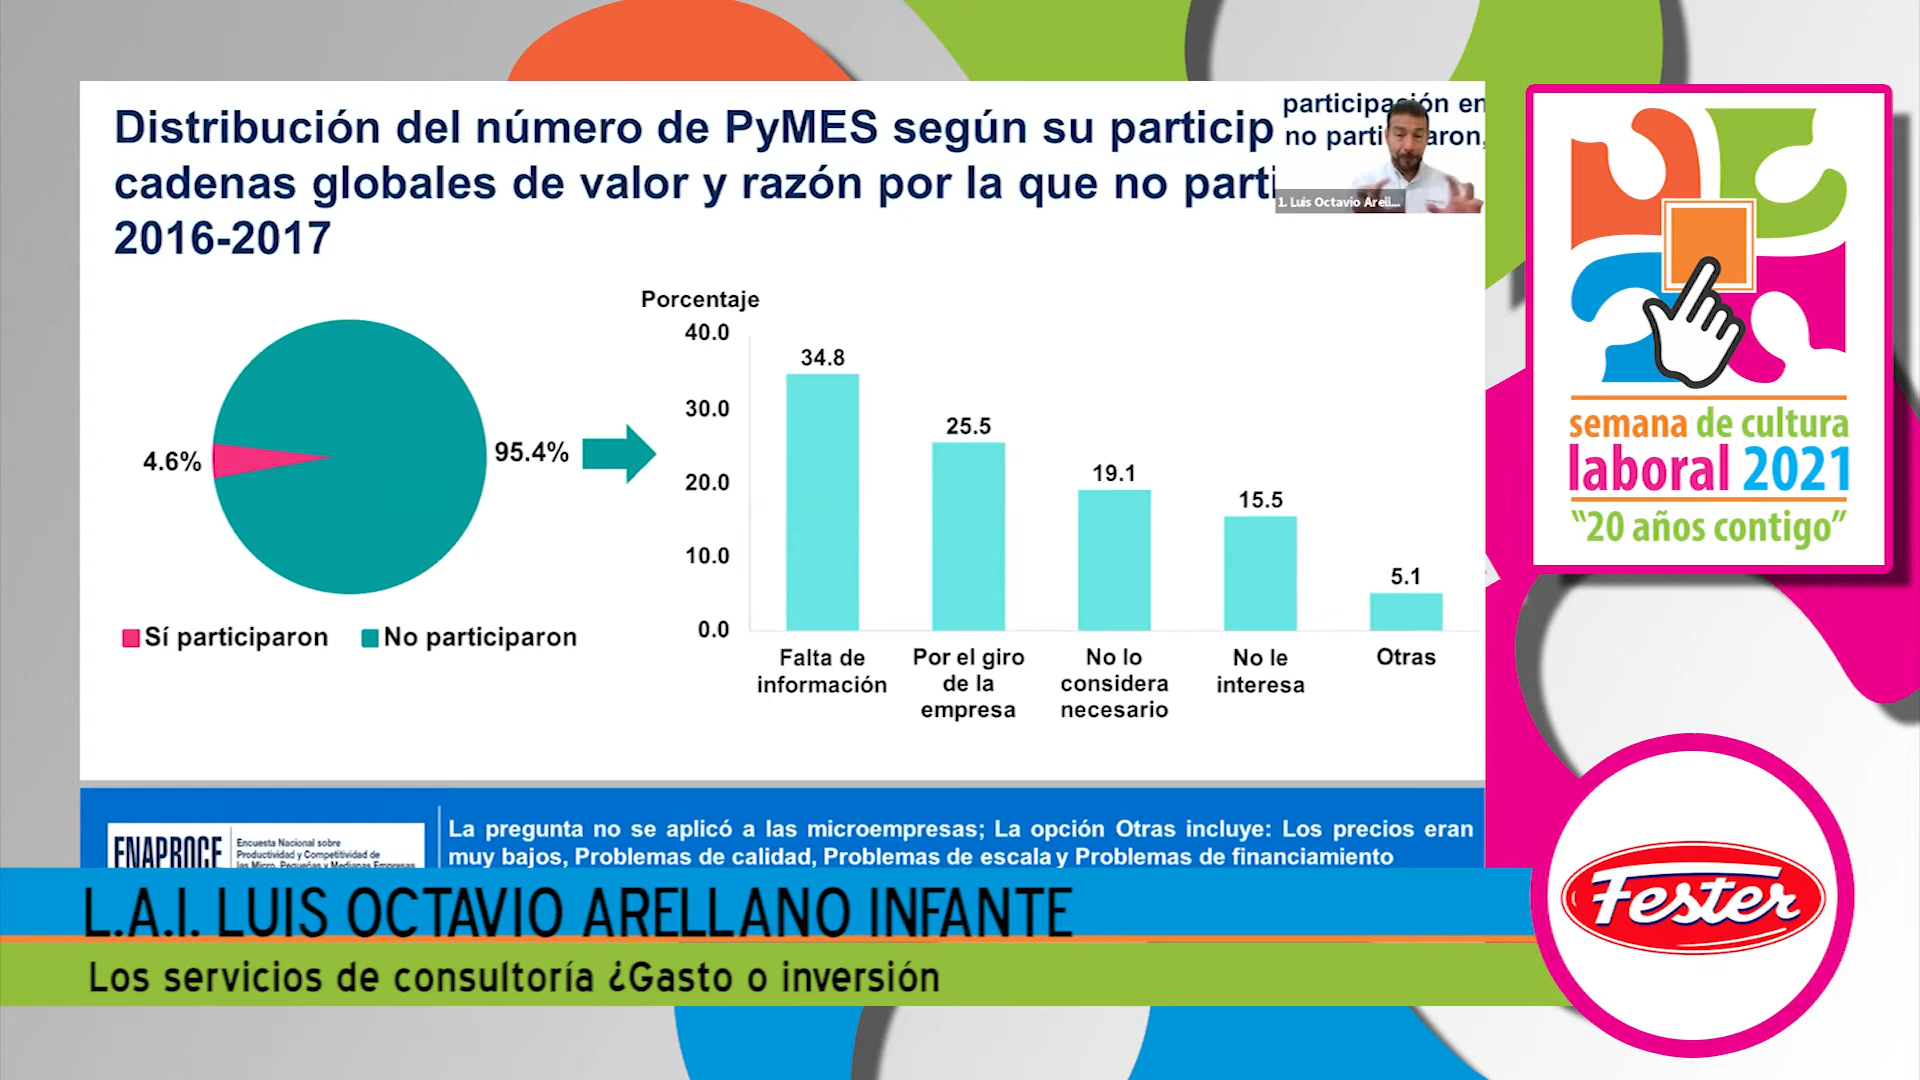 Distribución del número de PyMES según su particip
participación en
no participaron,
cadenas globales de valor y razón por la que no parti
1. Luis Octavio Arell...
2016-2017
Porcentaje
40.0
30.0
20.0
10.0
0.0
34.8
25.5
19.1
15.5
5.1
4.6%
95.4%
Sí participaron
No participaron
Falta de
información
Por el giro
de la
empresa
No lo
considera
necesario
No le
interesa
Otras
ENAPROCE
Encuesta Nacional sobre
Productividad y Competitividad de
las Micro, Pequeñas y Medianas Empresas
La pregunta no se aplicó a las microempresas; La opción Otras incluye: Los precios eran
muy bajos, Problemas de calidad, Problemas de escala y Problemas de financiamiento
L.A.I. LUIS OCTAVIO ARELLANO INFANTE
Los servicios de consultoría ¿Gasto o inversión
semana de cultura
laboral 2021
"20 años contigo"
Fester